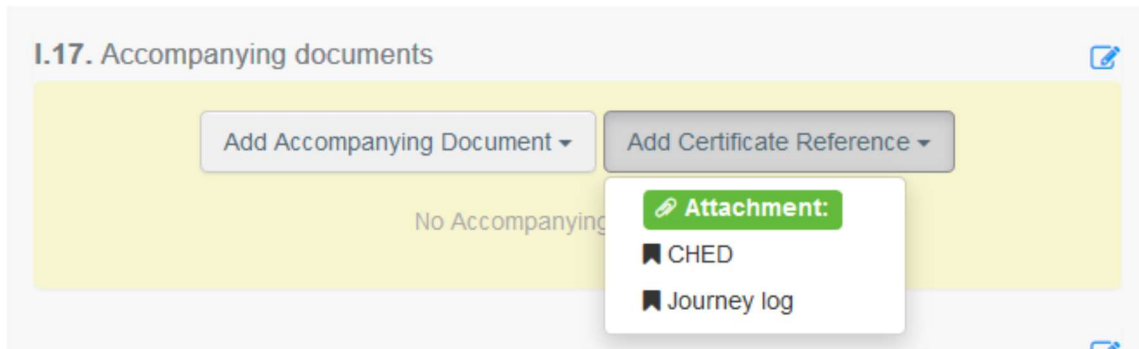 I.17. Accompanying documents
Add Accompanying Document
Add Certificate Reference
No Accompanying
Attachment:
CHED
Journey log